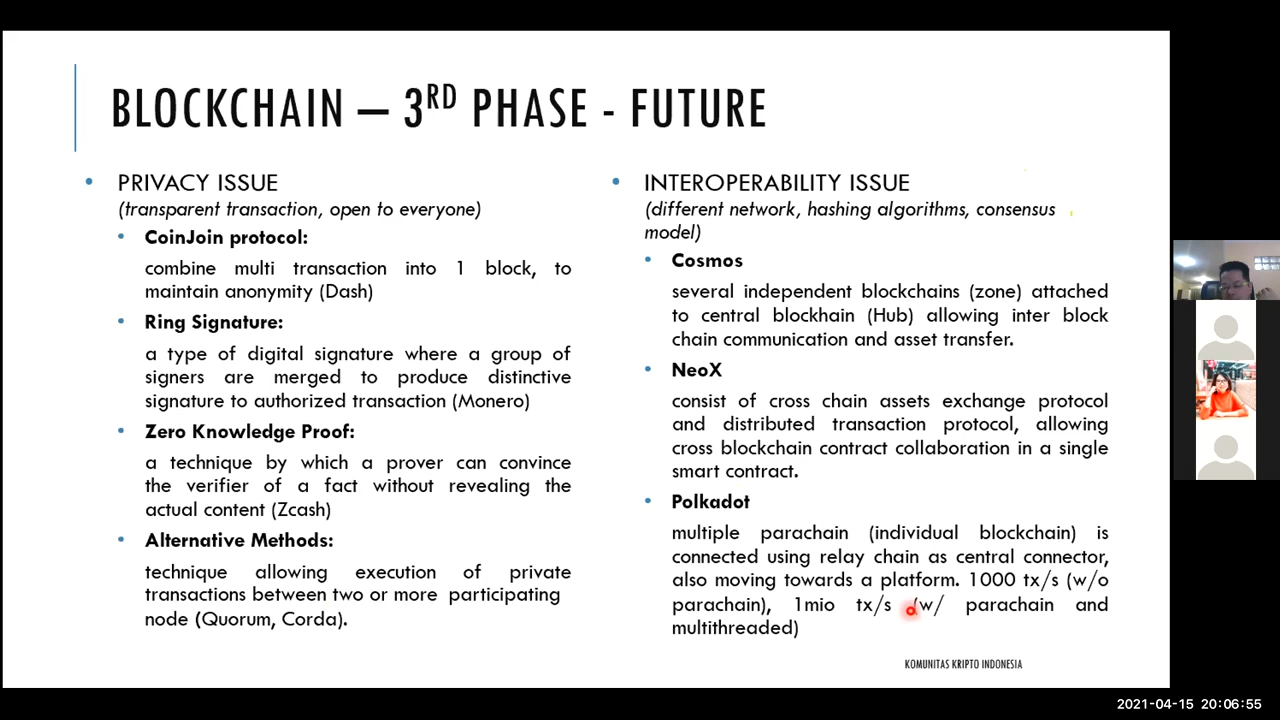 BLOCKCHAIN – 3RD PHASE - FUTURE
• PRIVACY ISSUE
(transparent transaction, open to everyone)
• CoinJoin protocol:
combine multi transaction into 1 block, to
maintain anonymity (Dash)
• Ring Signature:
a type of digital signature where a group of
signers are merged to produce distinctive
signature to authorized transaction (Monero)
• Zero Knowledge Proof:
a technique by which a prover can convince
the verifier of a fact without revealing the
actual content (Zcash)
• Alternative Methods:
technique allowing execution of private
transactions between two or more participating
node (Quorum, Corda).
• INTEROPERABILITY ISSUE
(different network, hashing algorithms, consensus
model)
• Cosmos
several independent blockchains (zone) attached
to central blockhain (Hub) allowing inter block
chain communication and asset transfer.
• NeoX
consist of cross chain assets exchange protocol
and distributed transaction protocol, allowing
cross blockchain contract collaboration in a single
smart contract.
• Polkadot
multiple parachain (individual blockchain) is
connected using relay chain as central connector,
also moving towards a platform. 1000 tx/s (w/o
parachain), 1mio tx/s (w/ parachain and
multithreaded)
KOMUNITAS KRIPTO INDONESIA
2021-04-15 20:06:55